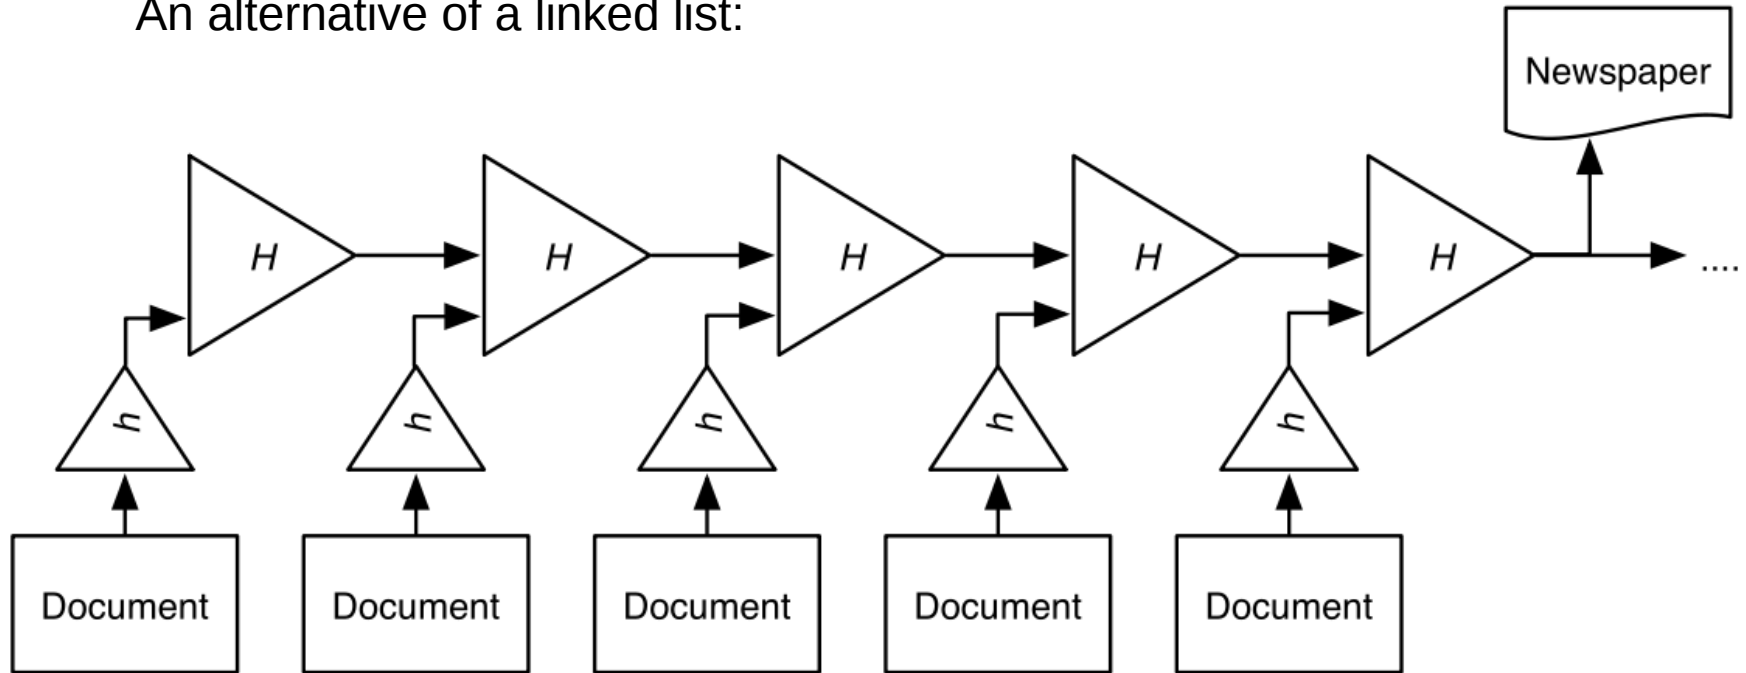 An alternative of a linked list:
Newspaper
H H H H H ....
h h h h h
Document Document Document Document Document